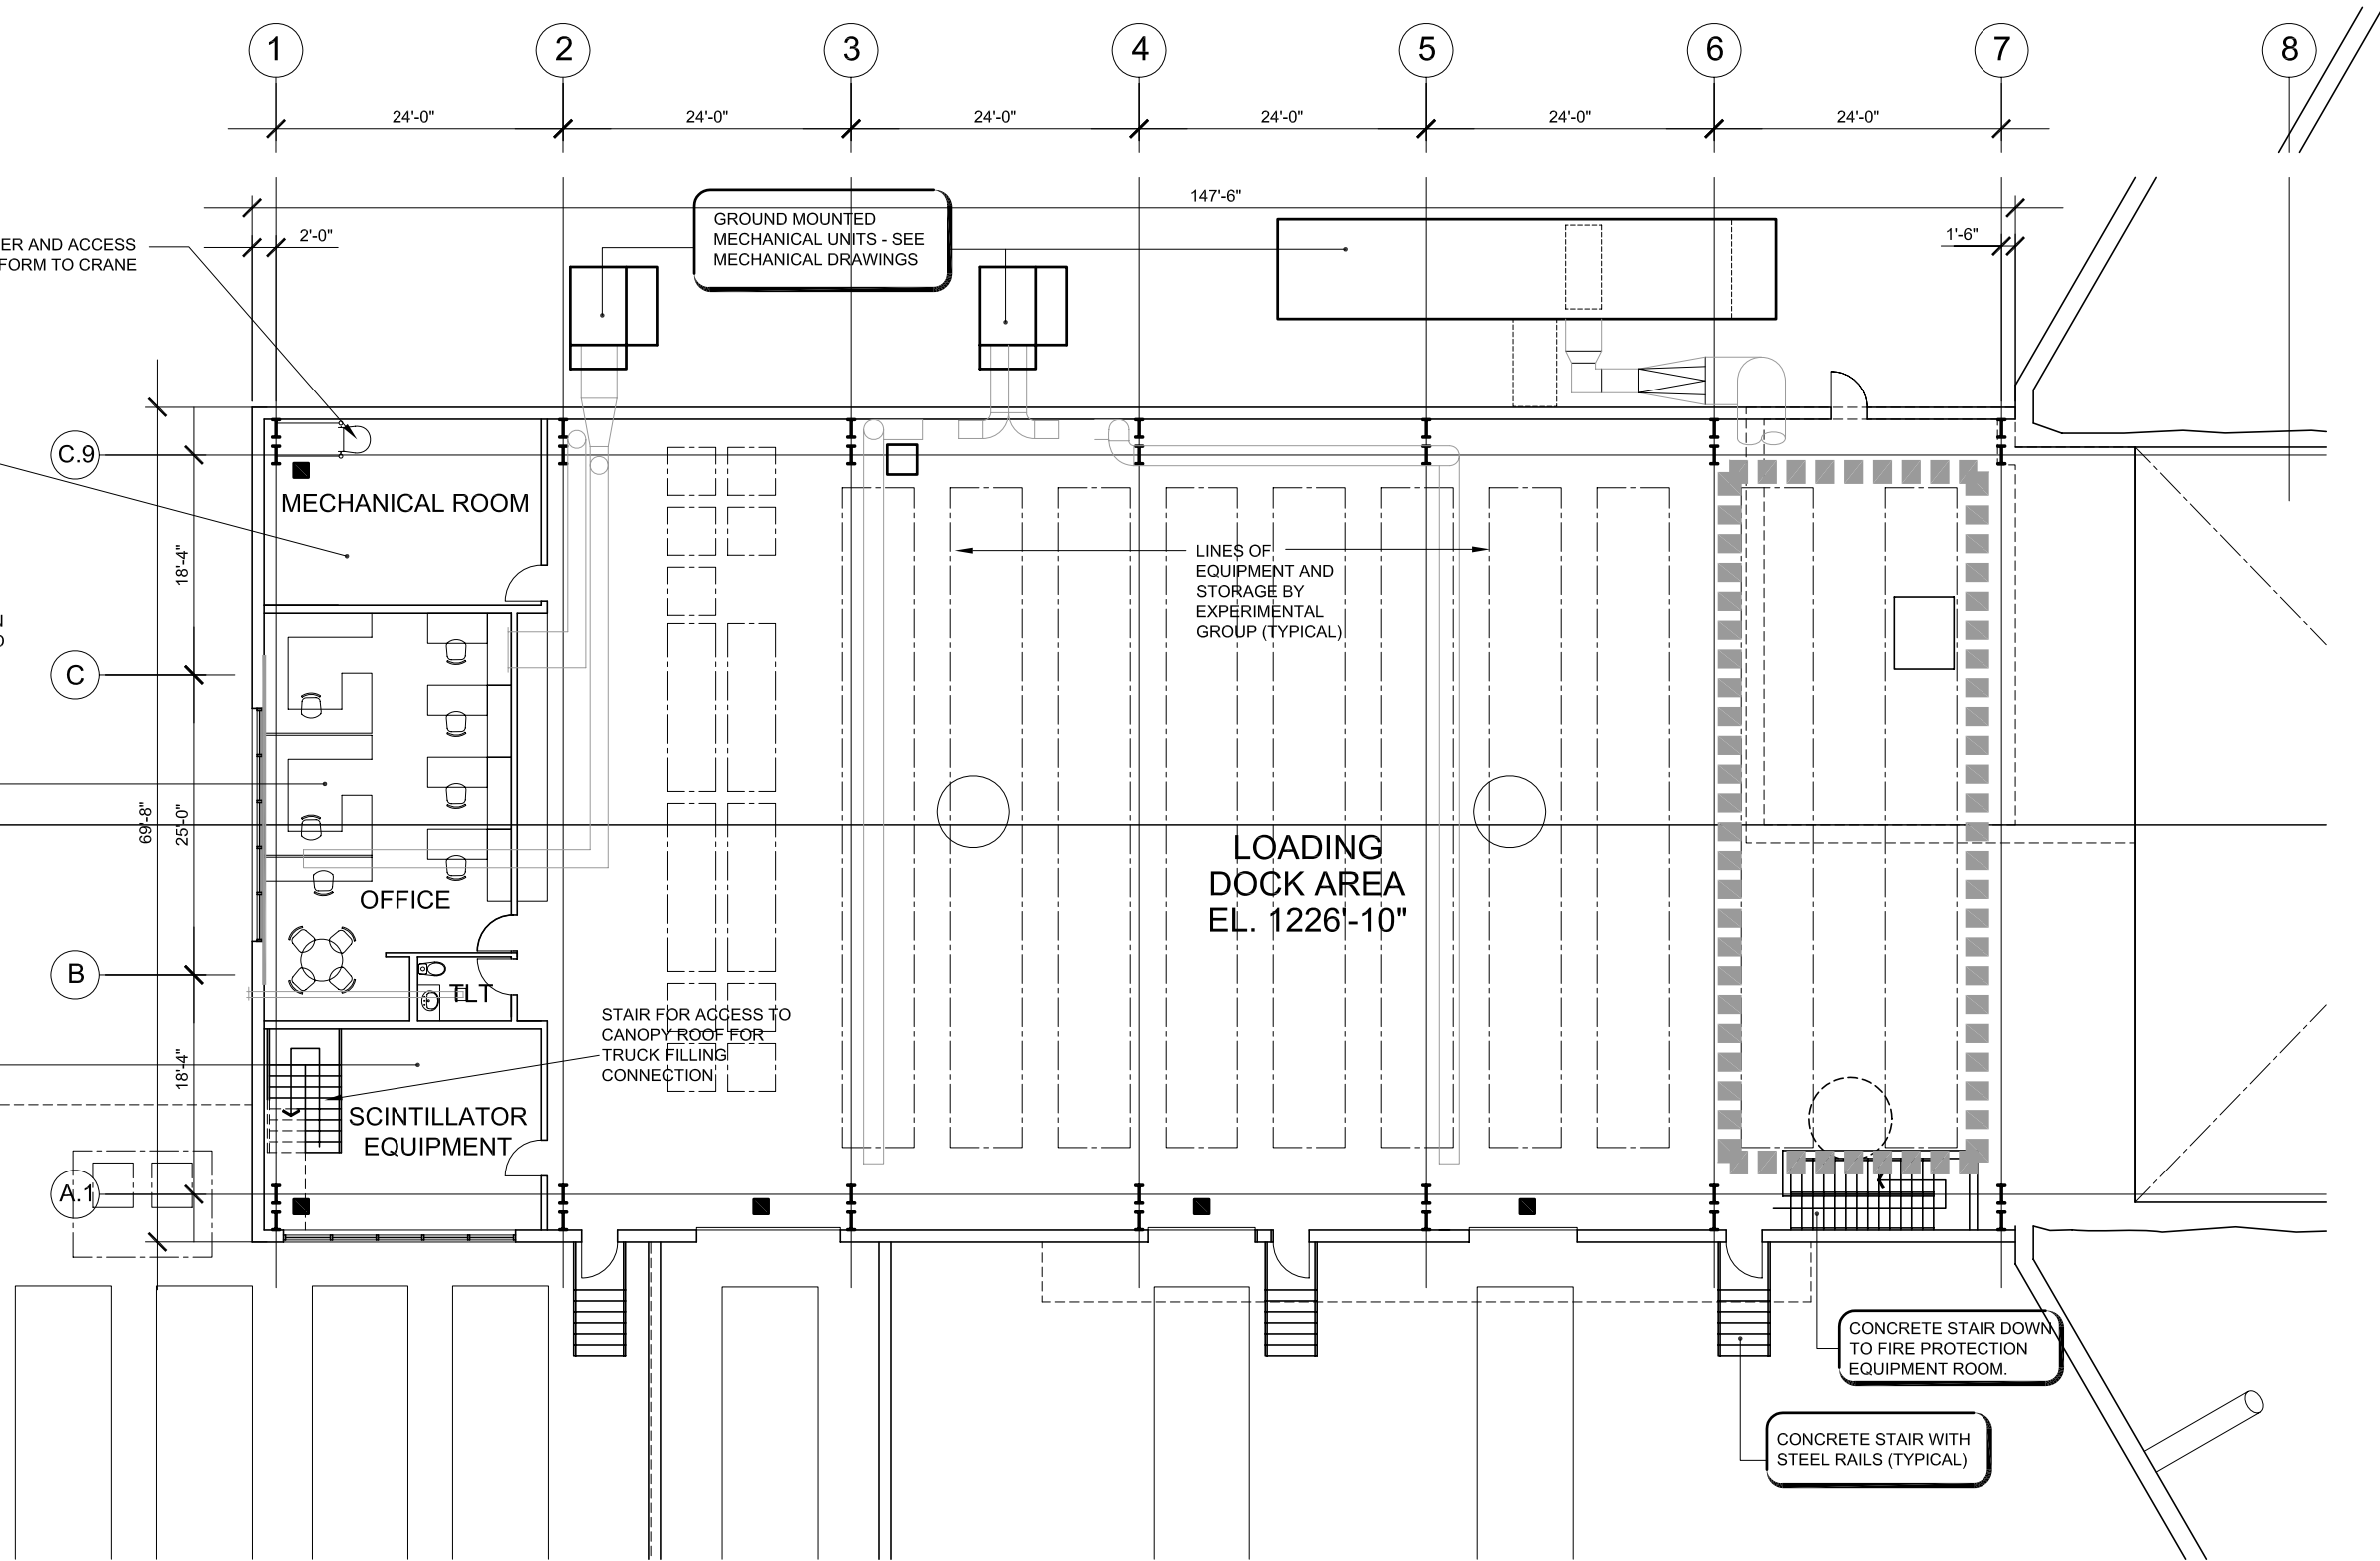 1 2 3 4 5 6 7 8
24'-0" 24'-0" 24'-0" 24'-0" 24'-0" 24'-0"
147'-6"
2'-0"
1'-6"
GROUND MOUNTED
MECHANICAL UNITS - SEE
MECHANICAL DRAWINGS
ER AND ACCESS
FORM TO CRANE
C.9
MECHANICAL ROOM
18'-4"
LINES OF
EQUIPMENT AND
STORAGE BY
EXPERIMENTAL
GROUP (TYPICAL)
C
69'-8"
25'-0"
LOADING
DOCK AREA
EL. 1226'-10"
OFFICE
B
TLT
STAIR FOR ACCESS TO
CANOPY ROOF FOR
TRUCK FILLING
CONNECTION
18'-4"
SCINTILLATOR
EQUIPMENT
A.1
CONCRETE STAIR DOWN
TO FIRE PROTECTION
EQUIPMENT ROOM.
CONCRETE STAIR WITH
STEEL RAILS (TYPICAL)